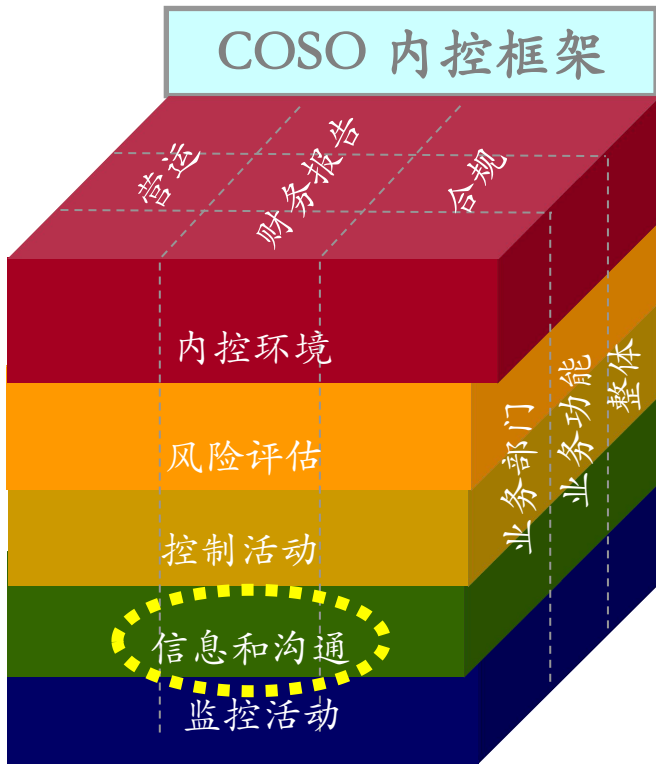 COSO 内控框架
营运
财务报告
合规
内控环境
风险评估
控制活动
信息和沟通
监控活动
业务部门
业务功能
整体